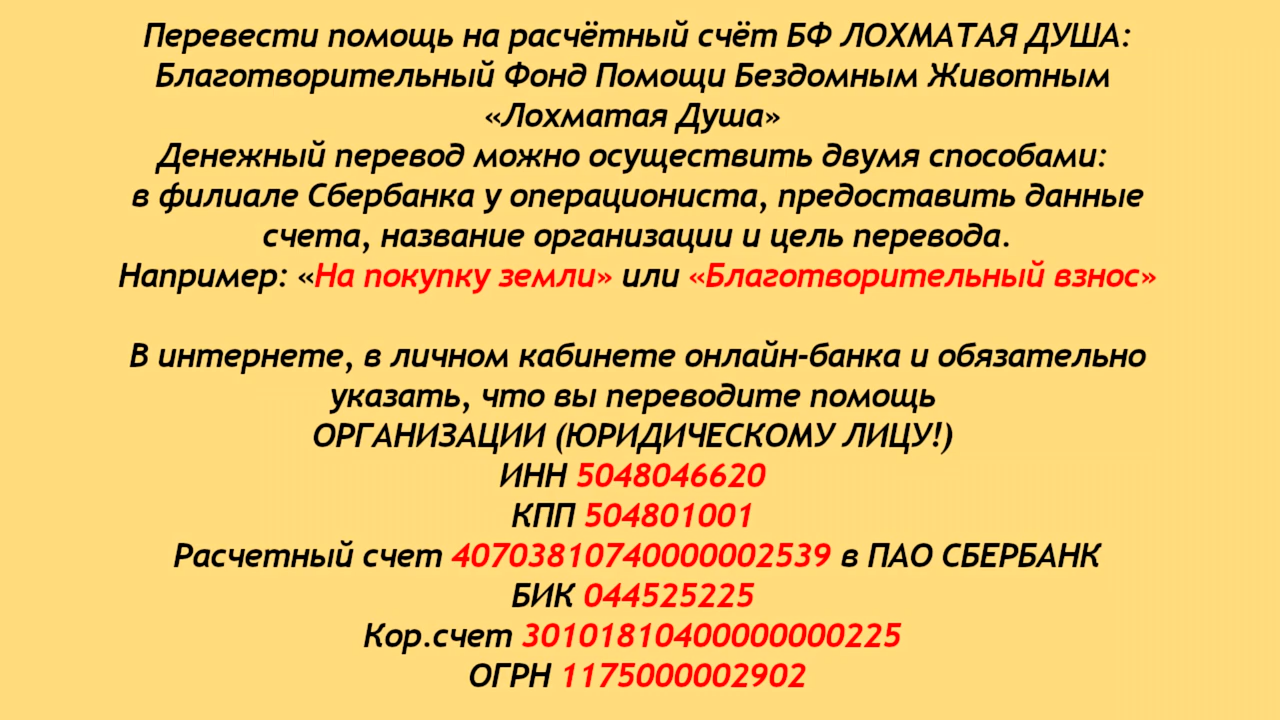 Перевести помощь на расчётный счёт БФ ЛОХМАТАЯ ДУША:
Благотворительный Фонд Помощи Бездомным Животным
«Лохматая Душа»
Денежный перевод можно осуществить двумя способами:
в филиале Сбербанка у операциониста, предоставить данные
счета, название организации и цель перевода.
Например: «На покупку земли» или «Благотворительный взнос»
В интернете, в личном кабинете онлайн-банка и обязательно
указать, что вы переводите помощь
ОРГАНИЗАЦИИ (ЮРИДИЧЕСКОМУ ЛИЦУ!)
ИНН 5048046620
КПП 504801001
Расчетный счет 40703810740000002539 в ПАО СБЕРБАНК
БИК 044525225
Кор.счет 30101810400000000225
ОГРН 1175000002902